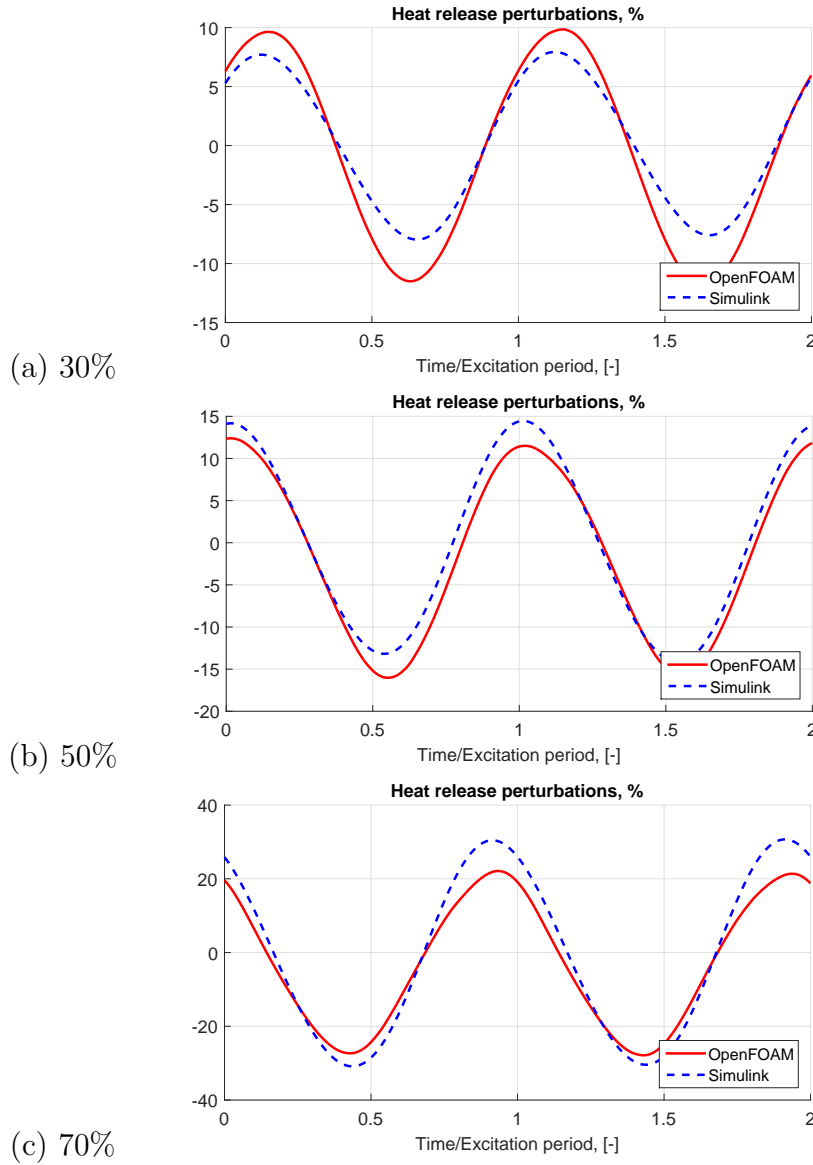 Heat release perturbations, %
10
5
0
-5
-10
-15
0 0.5 1 1.5 2
Time/Excitation period, [-]
OpenFOAM
Simulink
(a) 30%
Heat release perturbations, %
15
10
5
0
-5
-10
-15
-20
0 0.5 1 1.5 2
Time/Excitation period, [-]
OpenFOAM
Simulink
(b) 50%
Heat release perturbations, %
40
20
0
-20
-40
0 0.5 1 1.5 2
Time/Excitation period, [-]
OpenFOAM
Simulink
(c) 70%